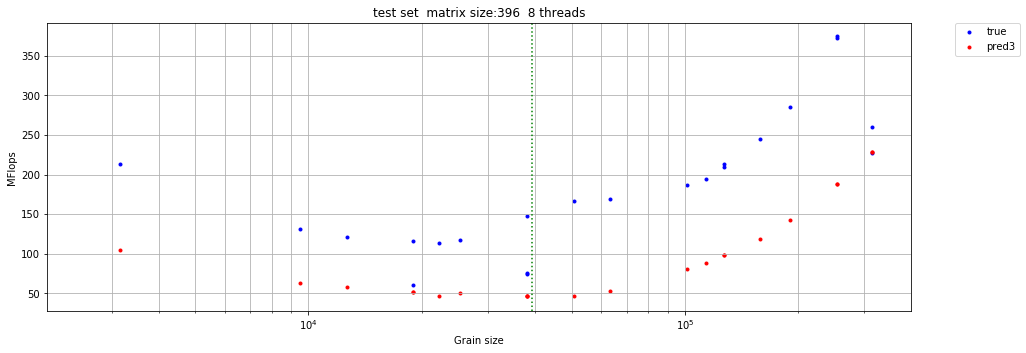 test set  matrix size:396  8 threads
true
pred3
350
300
250
200
150
100
50
MFlops
10^4
10^5
Grain size